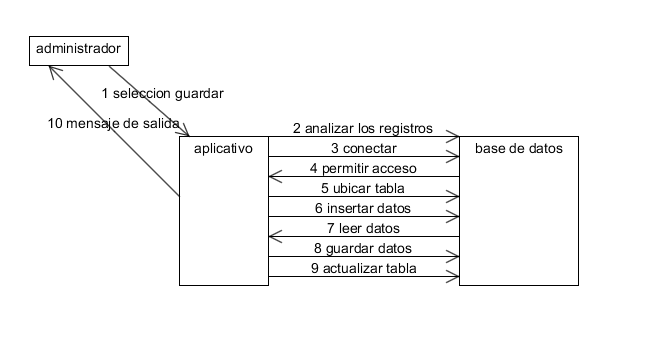 administrador
1 seleccion guardar
10 mensaje de salida
2 analizar los registros
aplicativo
3 conectar
base de datos
4 permitir acceso
5 ubicar tabla
6 insertar datos
7 leer datos
8 guardar datos
9 actualizar tabla